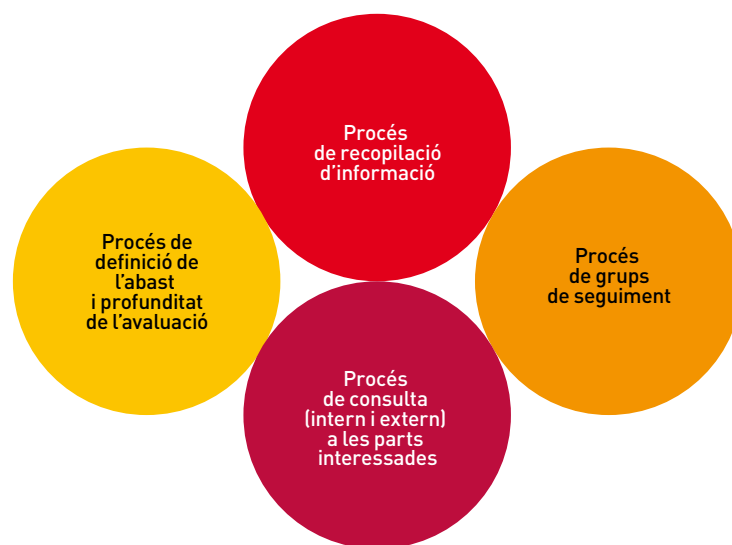 Procés
de recopilació
d'informació
Procés de
definició de
l'abast
i profunditat
de l'avaluació
Procés
de grups
de seguiment
Procés
de consulta
(intern i extern)
a les parts
interessades